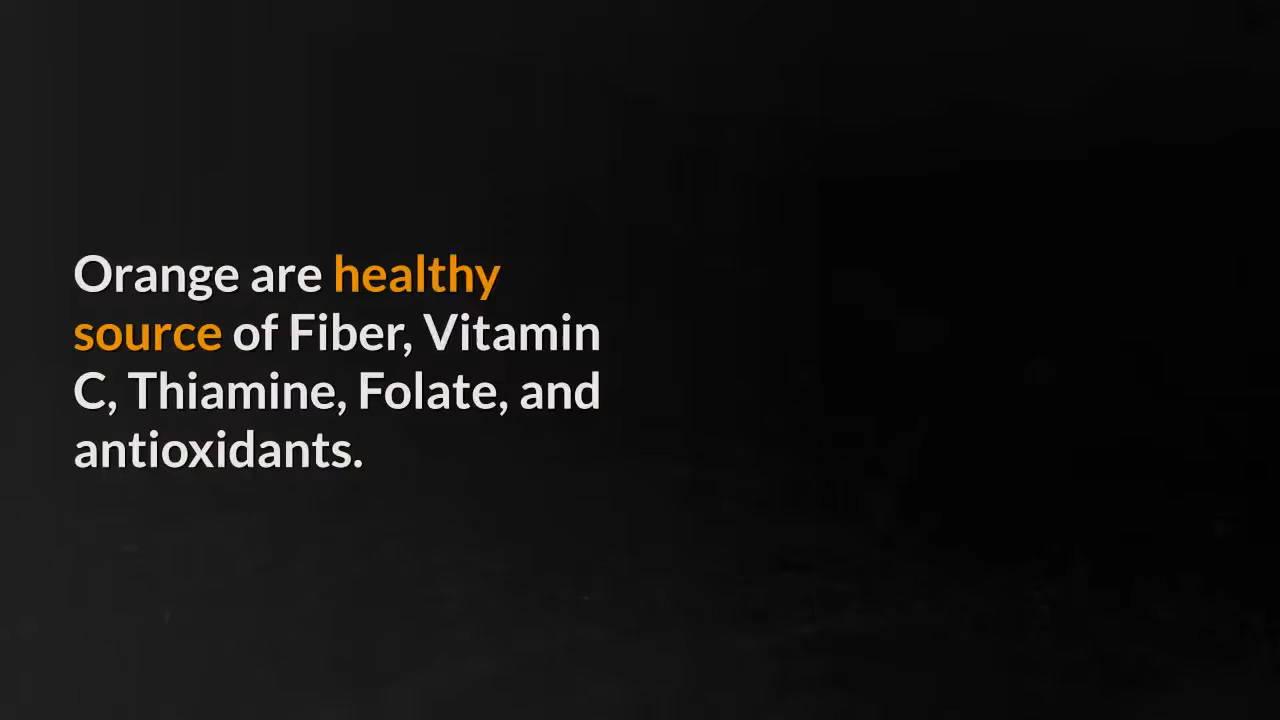 Orange are healthy
source of Fiber, Vitamin
C, Thiamine, Folate, and
antioxidants.